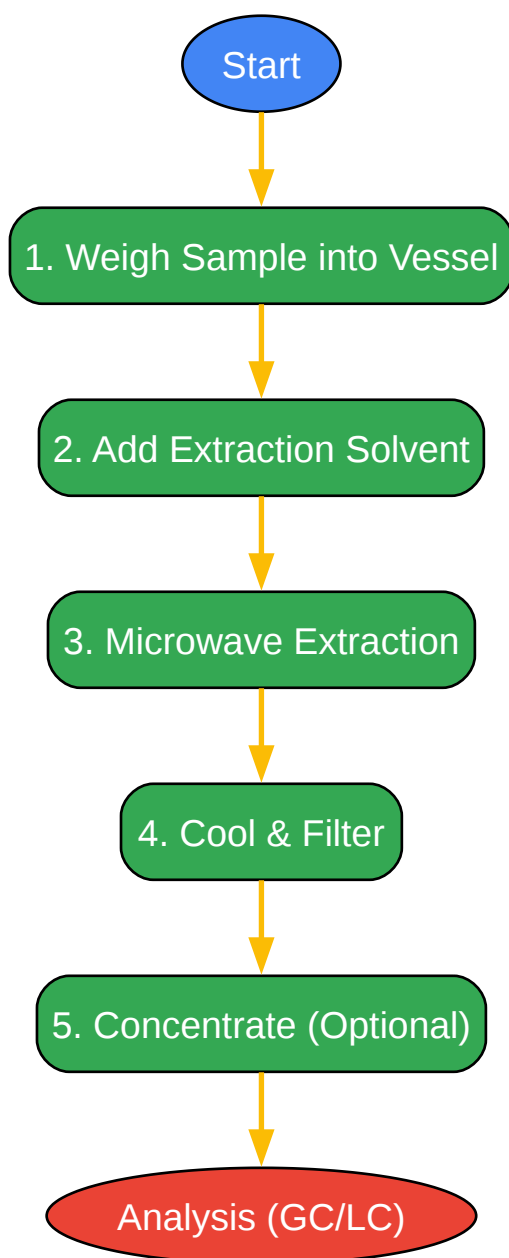 Start
1. Weigh Sample into Vessel
2. Add Extraction Solvent
3. Microwave Extraction
4. Cool & Filter
5. Concentrate (Optional)
Analysis (GC/LC)